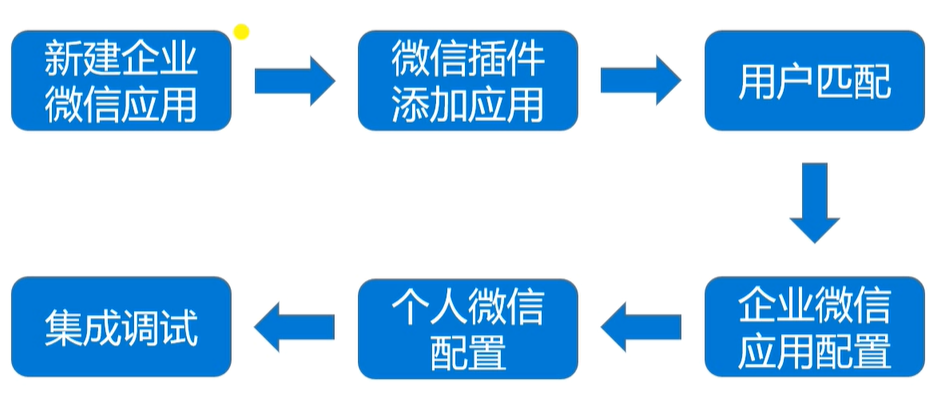 新建企业
微信应用
微信插件
添加应用
用户匹配
企业微信
应用配置
个人微信
配置
集成调试